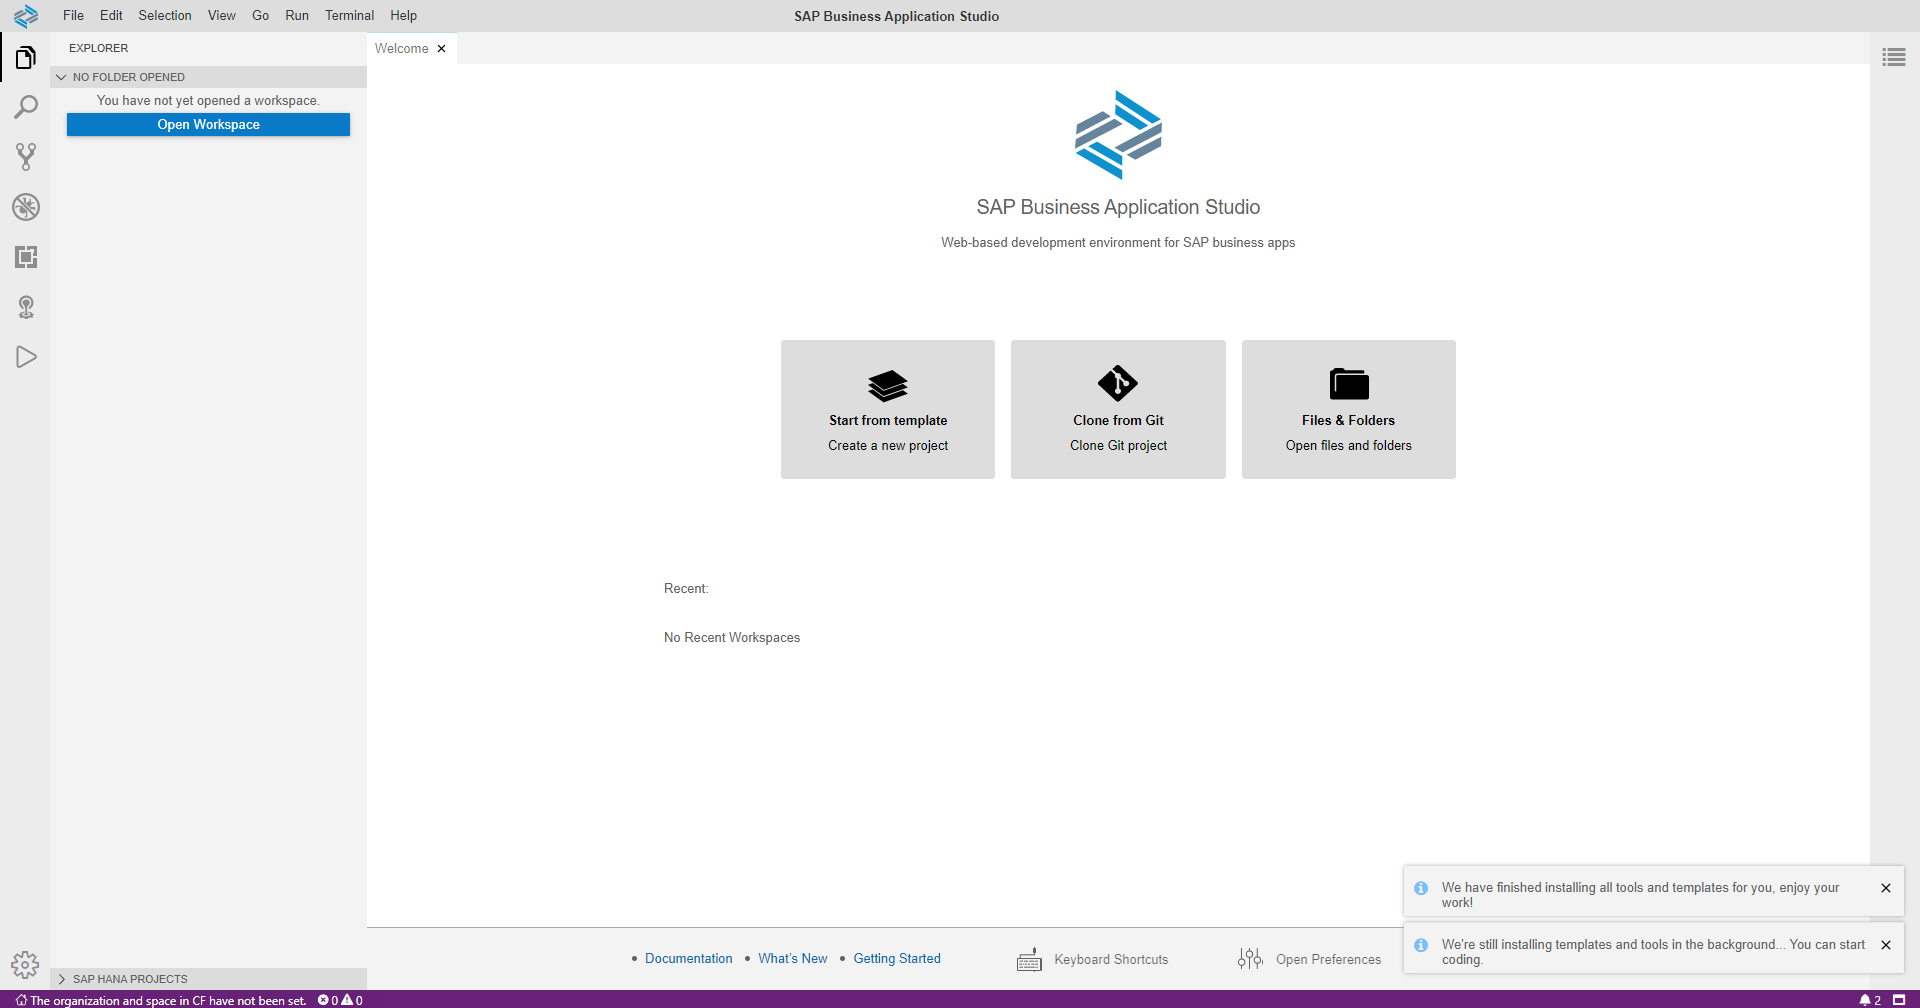 File Edit Selection View Go Run Terminal Help
SAP Business Application Studio
EXPLORER
NO FOLDER OPENED
You have not yet opened a workspace.
Open Workspace
Welcome
SAP Business Application Studio
Web-based development environment for SAP business apps
Start from template
Create a new project
Clone from Git
Clone Git project
Files & Folders
Open files and folders
Recent:
No Recent Workspaces
We have finished installing all tools and templates for you, enjoy your
work!
We're still installing templates and tools in the background... You can start
coding.
• Documentation • What's New • Getting Started
Keyboard Shortcuts
Open Preferences
SAP HANA PROJECTS
The organization and space in CF have not been set. 0 0
2